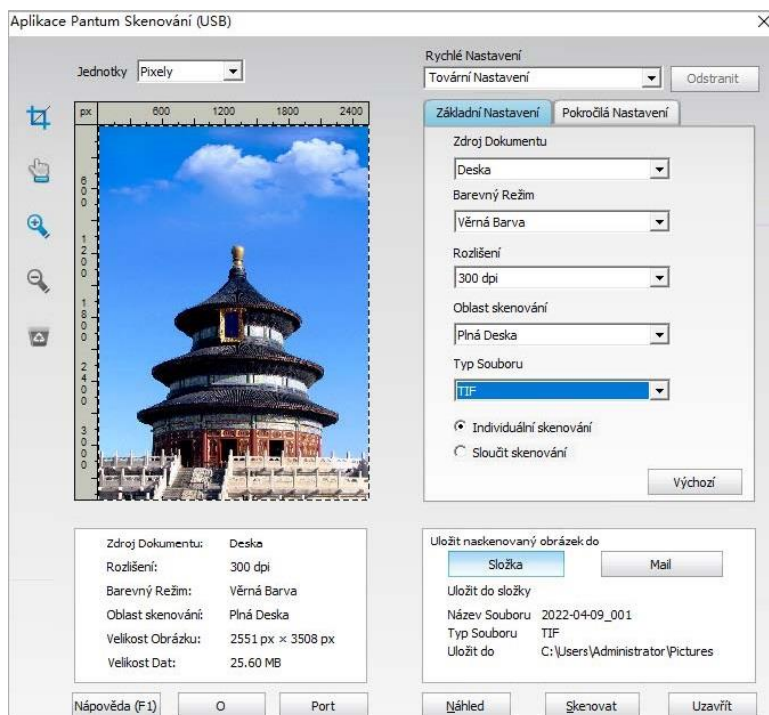 Aplikace Pantum Skenování (USB)
Jednotky Pixely
px 600 1200 1800 2400
600
1200
1800
2400
3000
Rychlé Nastavení
Tovární Nastavení Odstranit
Základní Nastavení Pokročilá Nastavení
Zdroj Dokumentu
Deska
Barevný Režim
Věrná Barva
Rozlišení
300 dpi
Oblast skenování
Plná Deska
Typ Souboru
TIF
Individuální skenování
Sloučit skenování
Výchozí
Zdroj Dokumentu: Deska
Rozlišení: 300 dpi
Barevný Režim: Věrná Barva
Oblast skenování: Plná Deska
Velikost Obrázku: 2551 px × 3508 px
Velikost Dat: 25.60 MB
Uložit naskenovaný obrázek do
Složka Mail
Uložit do složky
Název Souboru 2022-04-09_001
Typ Souboru TIF
Uložit do C:\Users\Administrator\Pictures
Nápověda (F1) O Port Náhled Skenovat Uzavřít